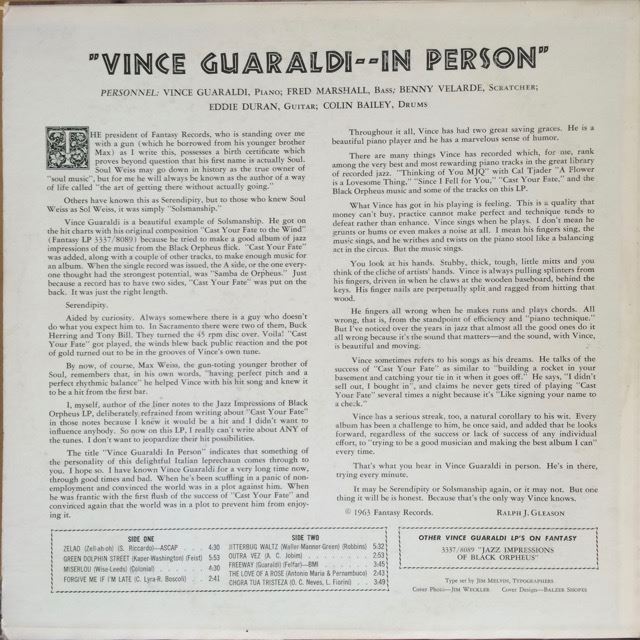 "VINCE GUARALDI--IN PERSON"
PERSONNEL: VINCE GUARALDI, PIANO; FRED MARSHALL, BASS; BENNY VELARDE, SCRATCHER;
EDDIE DURAN, GUITAR; COLIN BAILEY, DRUMS
THE president of Fantasy Records, who is standing over me
with a gun (which he borrowed from his younger brother
Max) as I write this, possesses a birth certificate which
proves beyond question that his first name is actually Soul.
Soul Weiss may go down in history as the true owner of
"soul music", but for me he will always be known as the author of a way
of life called "the art of getting there without actually going."
Others have known this as Serendipity, but to those who knew Soul
Weiss as Sol Weiss, it was simply "Solsmanship."
Vince Guaraldi is a beautiful example of Solsmanship. He got on
the hit charts with his original composition "Cast Your Fate to the Wind"
(Fantasy LP 3337/8089) because he tried to make a good album of jazz
impressions of the music from the Black Orpheus flick. "Cast Your Fate"
was added, along with a couple of other tracks, to make enough music for
an album. When the single record was issued, the A side, or the one every-
one thought had the strongest potential, was "Samba de Orpheus." Just
because a record has to have two sides, "Cast Your Fate" was put on the
back. It was just the right length.
Serendipity.
Aided by curiosity. Always somewhere there is a guy who doesn't
do what you expect him to. In Sacramento there were two of them, Buck
Herring and Tony Bill. They turned the 45 rpm disc over. Voila! "Cast
Your Fate" got played, the winds blew back public reaction and the pot
of gold turned out to be in the grooves of Vince's own tune.
By now, of course, Max Weiss, the gun-toting younger brother of
Soul, remembers that, in his own words, "having perfect pitch and a
perfect rhythmic balance" he helped Vince with his song and knew it
to be a hit from the first bar.
I, myself, author of the liner notes to the Jazz Impressions of Black
Orpheus LP, deliberately refrained from writing about "Cast Your Fate"
in those notes because I knew it would be a hit and I didn't want to
influence anybody. So now on this LP, I really can't write about ANY of
the tunes. I don't want to jeopardize their hit possibilities.
The title "Vince Guaraldi In Person" indicates that something of
the personality of this delightful Italian leprechaun comes through to
you. I hope so. I have known Vince Guaraldi for a very long time now,
through good times and bad. When he's been scuffling in a panic of non-
employment and convinced the world was in a plot against him. When
he was frantic with the first flush of the success of "Cast Your Fate" and
convinced again that the world was in a plot to prevent him from enjoy-
ing it.
Throughout it all, Vince has had two great saving graces. He is a
beautiful piano player and he has a marvelous sense of humor.
There are many things Vince has recorded which, for me, rank
among the very best and most rewarding piano tracks in the great library
of recorded jazz. "Thinking of You MJQ" with Cal Tjader "A Flower
is a Lovesome Thing," "Since I Fell for You," "Cast Your Fate," and the
Black Orpheus music and some of the tracks on this LP.
What Vince has got in his playing is feeling. This is a quality that
money can't buy, practice cannot make perfect and technique tends to
defeat rather than enhance. Vince sings when he plays. I don't mean he
grunts or hums or even makes a noise at all. I mean his fingers sing, the
music sings, and he writhes and twists on the piano stool like a balancing
act in the circus. But the music sings.
You look at his hands. Stubby, thick, tough, little mitts and you
think of the cliche of artists' hands. Vince is always pulling splinters from
his fingers, driven in when he claws at the wooden baseboard, behind the
keys. His finger nails are perpetually split and ragged from hitting that
wood.
He fingers all wrong when he makes runs and plays chords. All
wrong, that is, from the standpoint of efficiency and "piano technique."
But I've noticed over the years in jazz that almost all the good ones do it
all wrong because it's the sound that matters—and the sound, with Vince,
is beautiful and moving.
Vince sometimes refers to his songs as his dreams. He talks of the
success of "Cast Your Fate" as similar to "building a rocket in your
basement and catching your tie in it when it goes off." He says, "I didn't
sell out, I bought in", and claims he never gets tired of playing "Cast
Your Fate" several times a night because it's "Like signing your name to
a check."
Vince has a serious streak, too, a natural corollary to his wit. Every
album has been a challenge to him, he once said, and added that he looks
forward, regardless of the success or lack of success of any individual
effort, to "trying to be a good musician and making the best album I can"
every time.
That's what you hear in Vince Guaraldi in person. He's in there,
trying every minute.
It may be Serendipity or Solsmanship again, or it may not. But one
thing it will be is honest. Because that's the only way Vince knows.
© 1963 Fantasy Records. RALPH J. GLEASON
SIDE ONE
ZELAO (Zell-ah-oh) (S. Riccardo)—ASCAP . . . 4:30
GREEN DOLPHIN STREET (Kaper-Washington) (Feist) 5:53
MISERLOU (Wise-Leeds) (Colonial) . . . . 4:30
FORGIVE ME IF I'M LATE (C. Lyra-R. Boscoli) . . 2:41
SIDE TWO
JITTERBUG WALTZ (Waller-Manner-Green) (Robbins) 5:32
OUTRA VEZ (A. C. Jobim) . . . . . 2:53
FREEWAY (Guaraldi) (Felfar)—BMI . . . . 3:45
THE LOVE OF A ROSE (Antonio Maria & Pernambuco) 2:43
CHORA TUA TRISTEZA (O. C. Neves, L. Fiorini) . . 3:49
OTHER VINCE GUARALDI LP'S ON FANTASY
3337/8089 "JAZZ IMPRESSIONS
OF BLACK ORPHEUS"
Type set by JIM MELVIN, TYPOGRAPHERS
Cover Photo—JIM WECKLER Cover Design—BALZER SHOPES